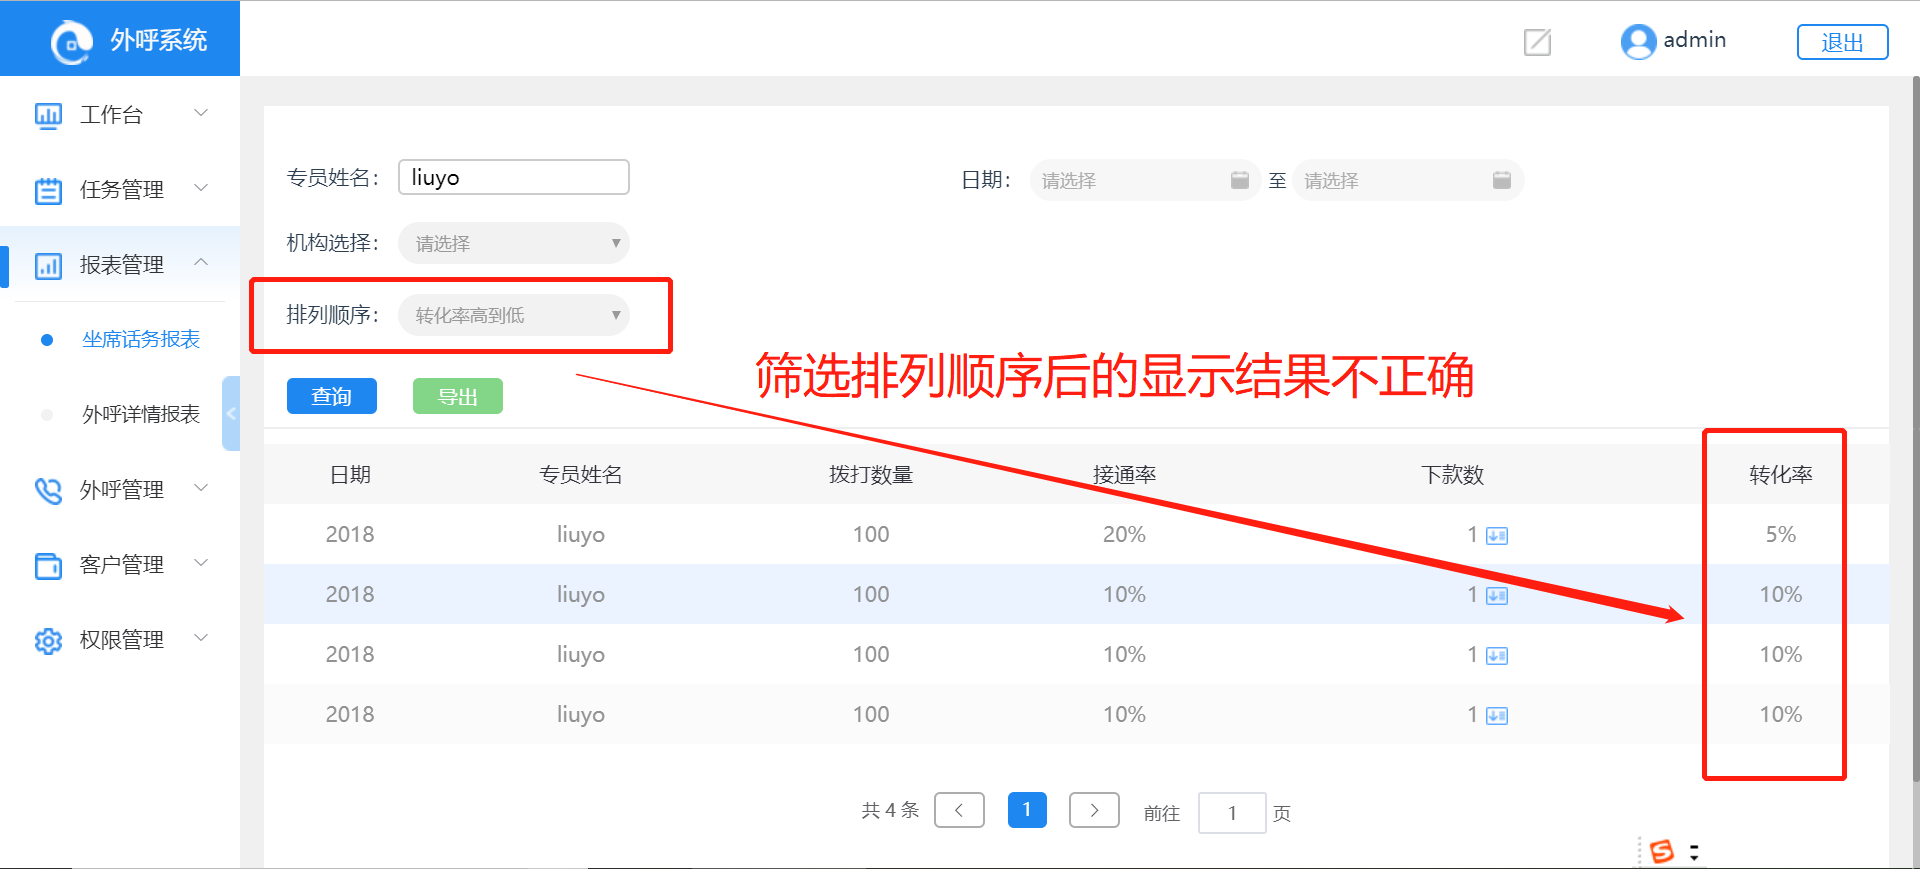 外呼系统
admin
退出
工作台
任务管理
报表管理
坐席话务报表
外呼详情报表
外呼管理
客户管理
权限管理
专员姓名： liuyo
日期： 请选择 至 请选择
机构选择： 请选择
排列顺序： 转化率高到低
筛选排列顺序后的显示结果不正确
查询 导出
日期 专员姓名 拨打数量 接通率 下款数 转化率
2018 liuyo 100 20% 1 5%
2018 liuyo 100 10% 1 10%
2018 liuyo 100 10% 1 10%
2018 liuyo 100 10% 1 10%
共 4 条 1 前往 1 页